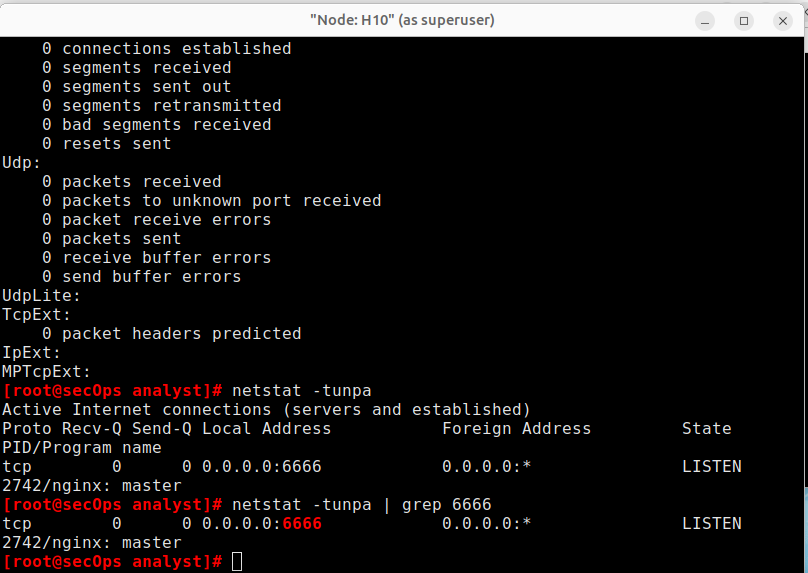 "Node: H10" (as superuser)
0 connections established
0 segments received
0 segments sent out
0 segments retransmitted
0 bad segments received
0 resets sent
Udp:
0 packets received
0 packets to unknown port received
0 packet receive errors
0 packets sent
0 receive buffer errors
0 send buffer errors
UdpLite:
TcpExt:
0 packet headers predicted
IpExt:
MPTcpExt:
[root@secOps analyst]# netstat -tunpa
Active Internet connections (servers and established)
Proto Recv-Q Send-Q Local Address           Foreign Address         State
PID/Program name
tcp        0      0 0.0.0.0:6666            0.0.0.0:*               LISTEN
2742/nginx: master
[root@secOps analyst]# netstat -tunpa | grep 6666
tcp        0      0 0.0.0.0:6666            0.0.0.0:*               LISTEN
2742/nginx: master
[root@secOps analyst]#